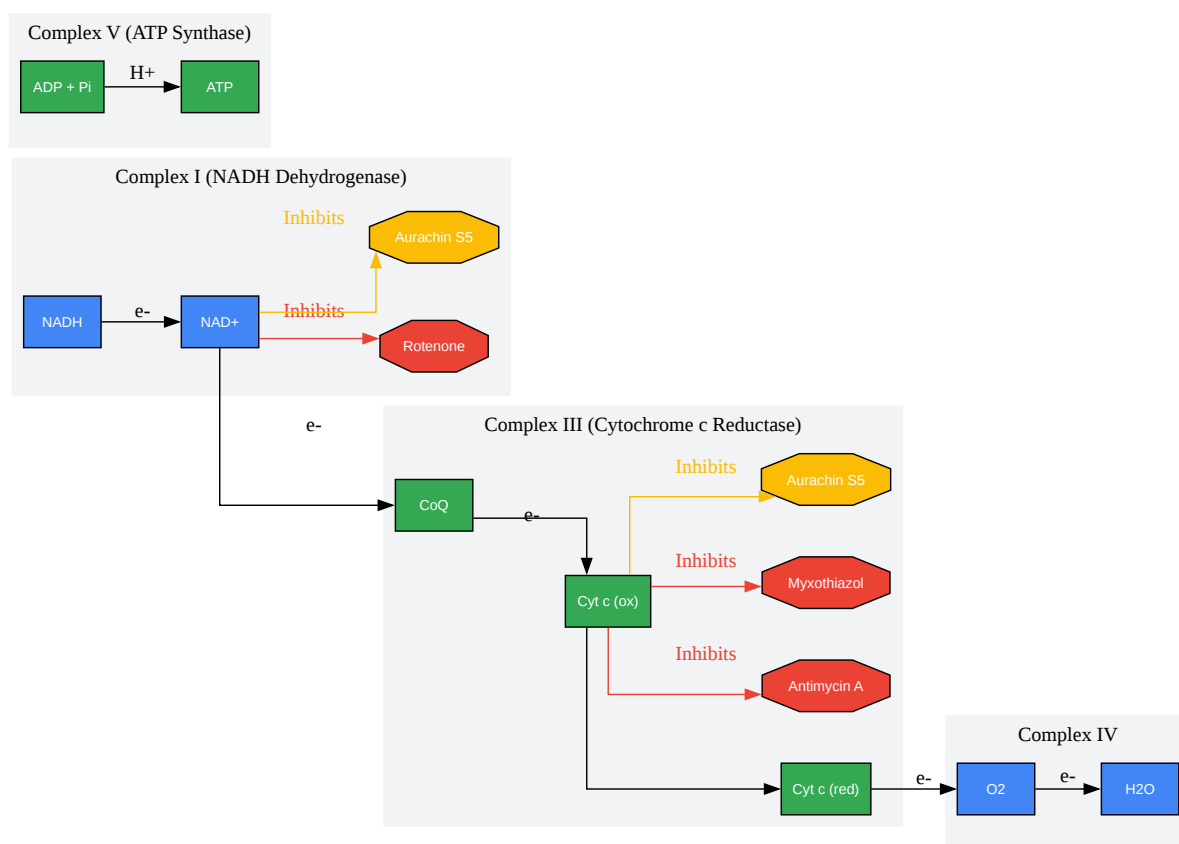 Complex V (ATP Synthase)
ADP + Pi
H+
ATP
Complex I (NADH Dehydrogenase)
Inhibits
Aurachin S5
NADH
e-
NAD+
Inhibits
Rotenone
e-
Complex III (Cytochrome c Reductase)
Inhibits
Aurachin S5
CoQ
e-
Inhibits
Myxothiazol
Cyt c (ox)
Inhibits
Antimycin A
Complex IV
Cyt c (red)
e-
O2
e-
H2O